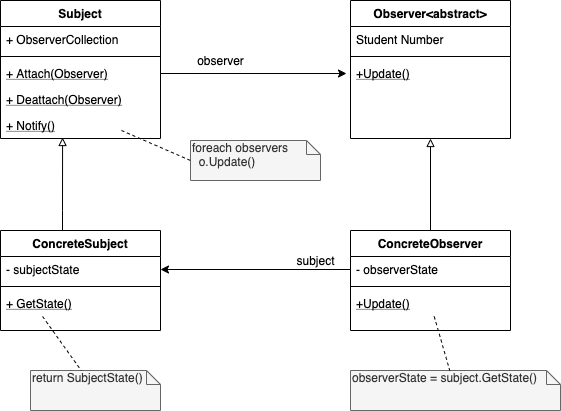 Subject
+ ObserverCollection
+ Attach(Observer)
+ Deattach(Observer)
+ Notify()
observer
Observer<abstract>
Student Number
+Update()
foreach observers
o.Update()
ConcreteSubject
- subjectState
+ GetState()
subject
ConcreteObserver
- observerState
+Update()
return SubjectState()
observerState = subject.GetState()